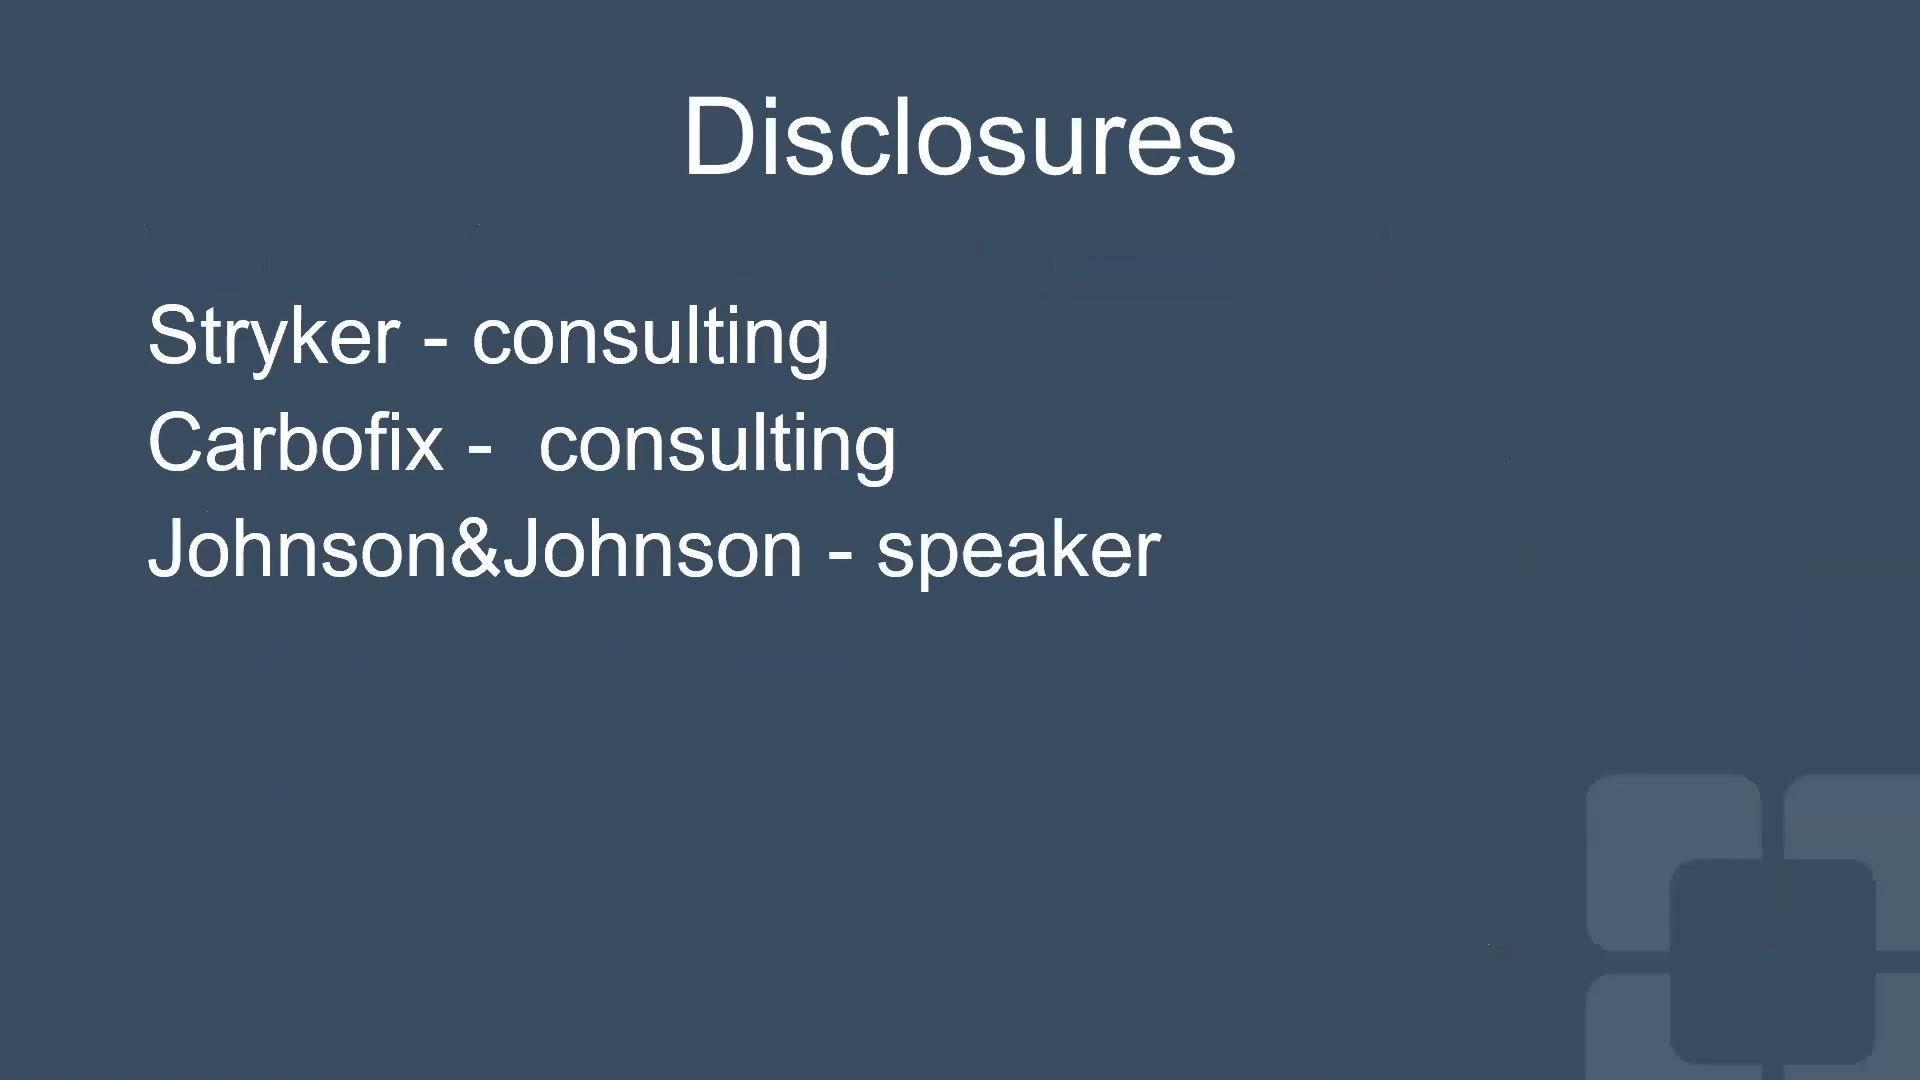 Disclosures
Stryker - consulting
Carbofix -  consulting
Johnson&Johnson - speaker